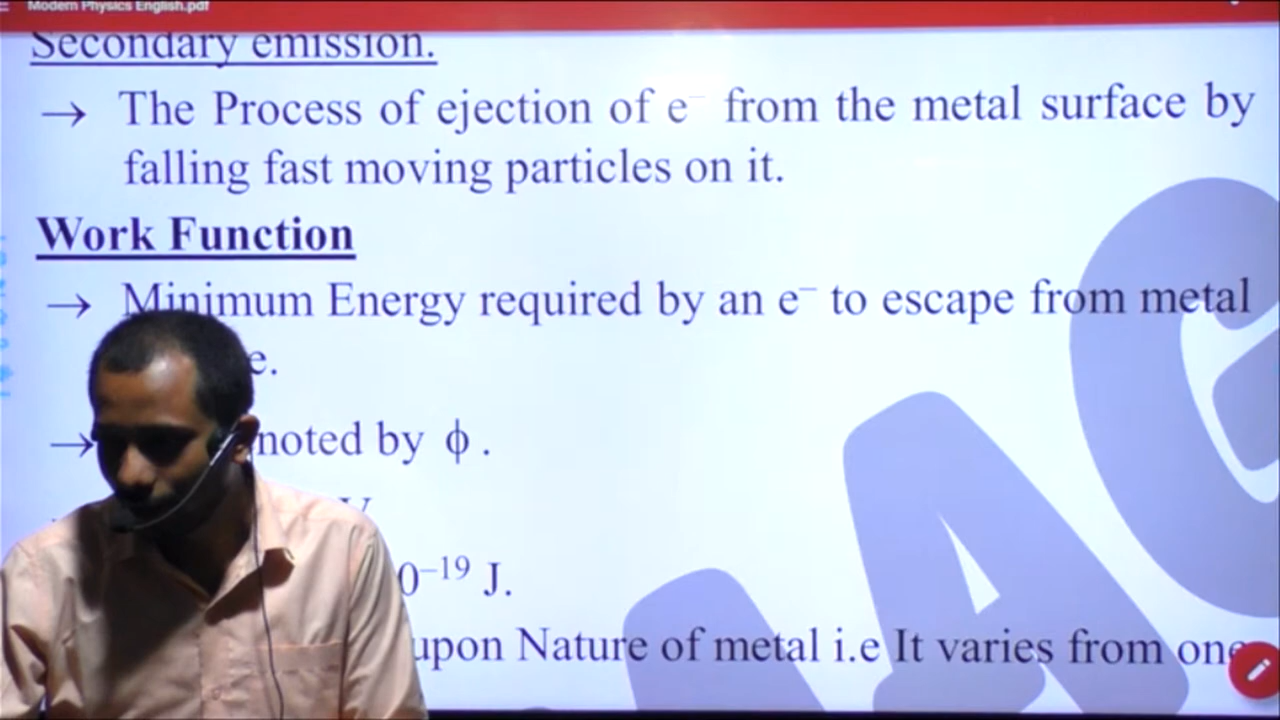 Modern Physics English.pdf
Secondary emission.
→ The Process of ejection of e⁻ from the metal surface by
falling fast moving particles on it.
Work Function
→ Minimum Energy required by an e⁻ to escape from metal
e.
→ noted by ϕ .
0⁻¹⁹ J.
upon Nature of metal i.e It varies from one